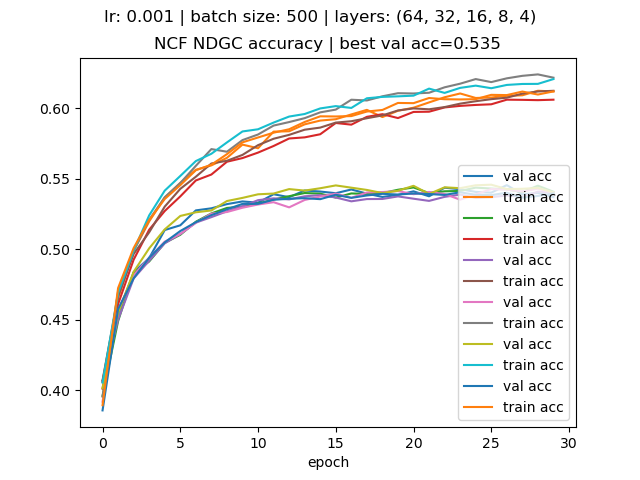 lr: 0.001 | batch size: 500 | layers: (64, 32, 16, 8, 4)
NCF NDGC accuracy | best val acc=0.535
0.60
0.55
0.50
0.45
0.40
val acc
train acc
val acc
train acc
val acc
train acc
val acc
train acc
val acc
train acc
val acc
train acc
0 5 10 15 20 25 30
epoch